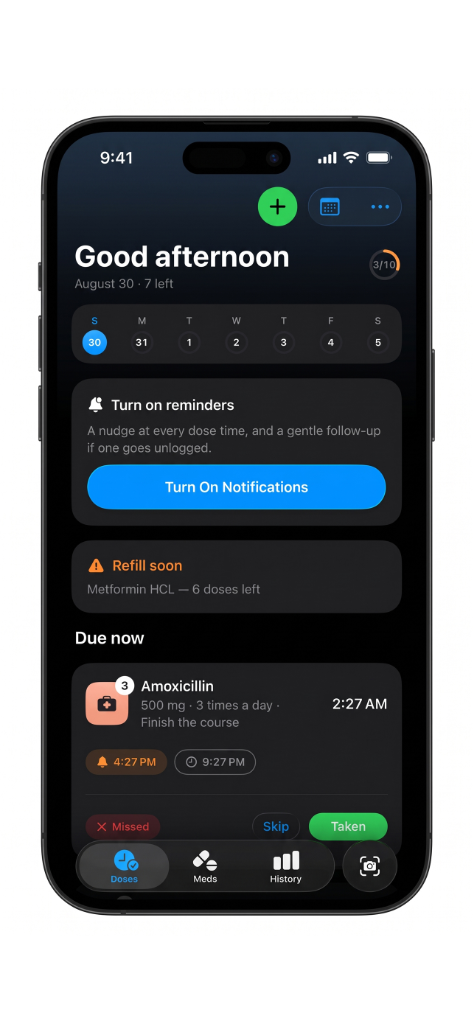 9:41
Good afternoon
3/10
August 30 · 7 left
S M T W T F S
30 31 1 2 3 4 5
Turn on reminders
A nudge at every dose time, and a gentle follow-up
if one goes unlogged.
Turn On Notifications
Refill soon
Metformin HCL — 6 doses left
Due now
3
Amoxicillin
500 mg · 3 times a day ·
Finish the course
2:27 AM
4:27 PM
9:27 PM
Missed
Skip
Taken
Doses
Meds
History